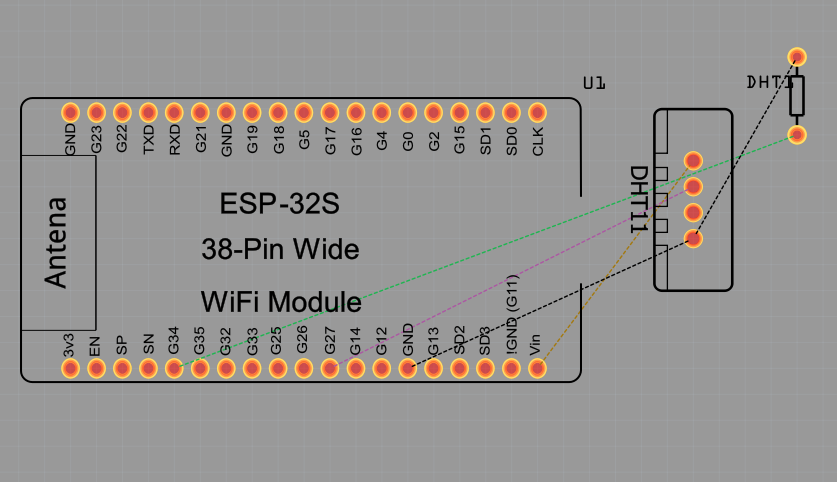 U1
DHT1
GND G23 G22 TXD RXD G21 GND G19 G18 G5 G17 G16 G4 G0 G2 G15 SD1 SD0 CLK
DHT11
Antena
ESP-32S
38-Pin Wide
WiFi Module
3v3 EN SP SN G34 G35 G32 G33 G25 G26 G27 G14 G12 GND G13 SD2 SD3 !GND (G11) Vin